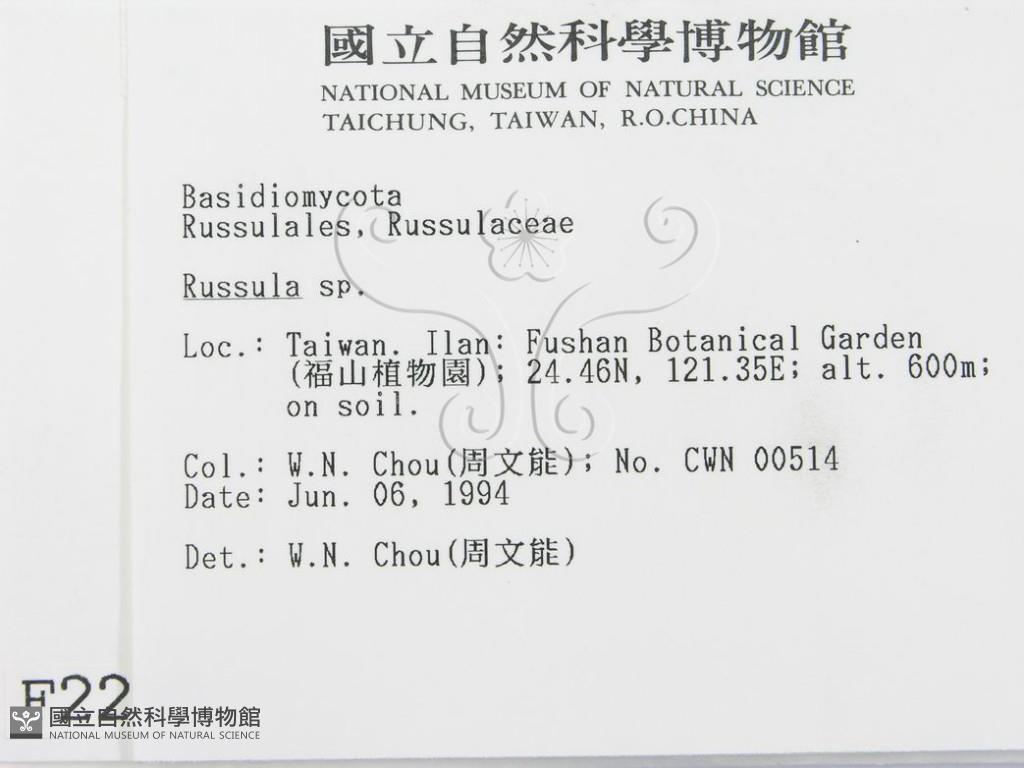 國立自然科學博物館
NATIONAL MUSEUM OF NATURAL SCIENCE
TAICHUNG, TAIWAN, R.O.CHINA
Basidiomycota
Russulales, Russulaceae
Russula sp.
Loc.: Taiwan. Ilan: Fushan Botanical Garden
(福山植物園); 24.46N, 121.35E; alt. 600m;
on soil.
Col.: W.N. Chou(周文能); No. CWN 00514
Date: Jun. 06, 1994
Det.: W.N. Chou(周文能)
F22
國立自然科學博物館
NATIONAL MUSEUM OF NATURAL SCIENCE